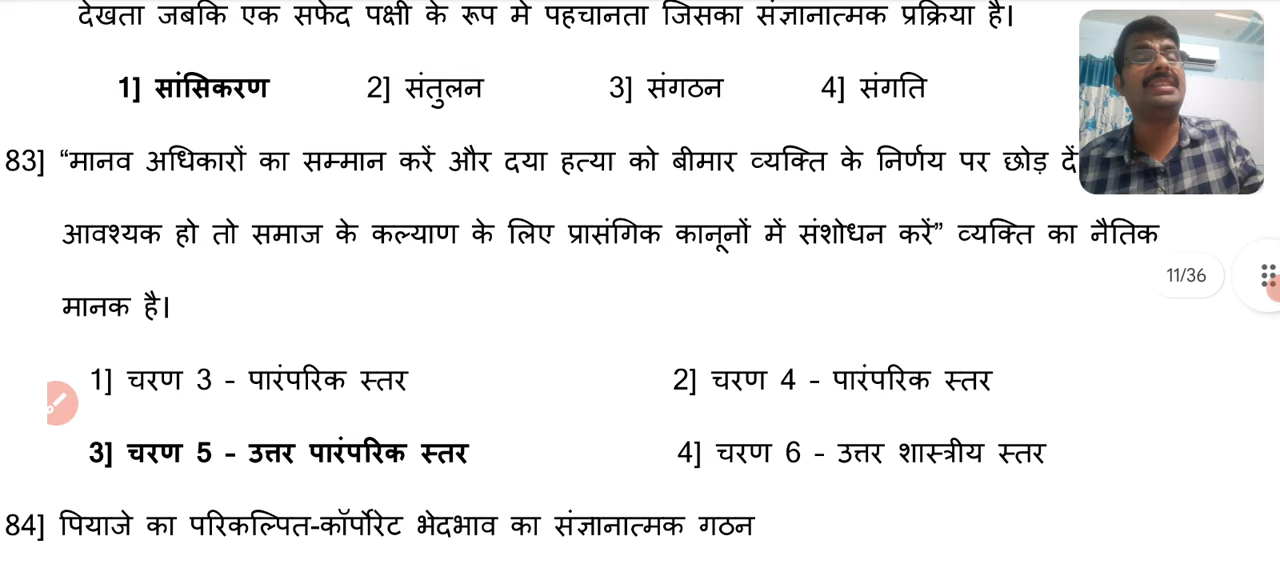 देखता जबकि एक सफेद पक्षी के रूप मे पहचानता जिसका संज्ञानात्मक प्रक्रिया है।
1] सांसिकरण 2] संतुलन 3] संगठन 4] संगति
83] “मानव अधिकारों का सम्मान करें और दया हत्या को बीमार व्यक्ति के निर्णय पर छोड़ दें
आवश्यक हो तो समाज के कल्याण के लिए प्रासंगिक कानूनों में संशोधन करें” व्यक्ति का नैतिक
11/36
मानक है।
1] चरण 3 - पारंपरिक स्तर 2] चरण 4 - पारंपरिक स्तर
3] चरण 5 - उत्तर पारंपरिक स्तर 4] चरण 6 - उत्तर शास्त्रीय स्तर
84] पियाजे का परिकल्पित-कॉर्पोरेट भेदभाव का संज्ञानात्मक गठन